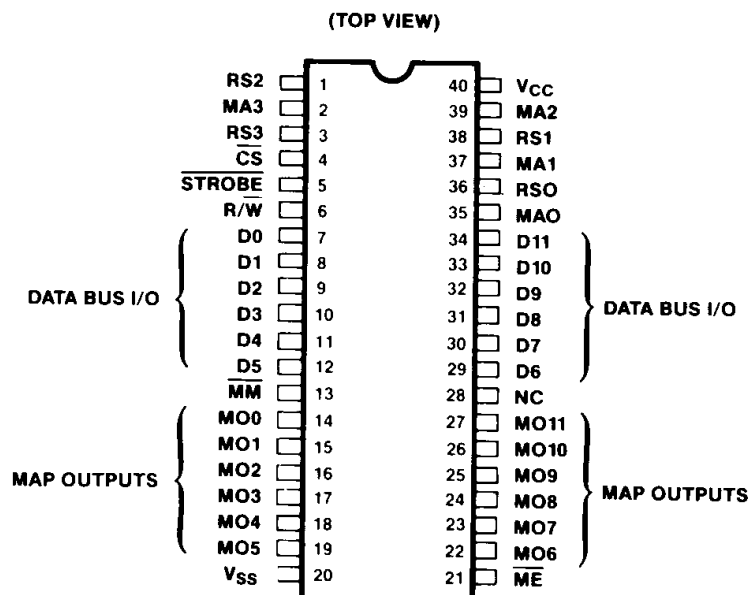 (TOP VIEW)
RS2 1 40 VCC
MA3 2 39 MA2
RS3 3 38 RS1
C̅S̅ 4 37 MA1
S̅T̅R̅O̅B̅E̅ 5 36 RSO
R/W̅ 6 35 MAO
D0 7 34 D11
D1 8 33 D10
D2 9 32 D9
DATA BUS I/O
D3 10 31 D8
DATA BUS I/O
D4 11 30 D7
D5 12 29 D6
M̅M̅ 13 28 NC
MO0 14 27 MO11
MO1 15 26 MO10
MO2 16 25 MO9
MAP OUTPUTS
MO3 17 24 MO8
MAP OUTPUTS
MO4 18 23 MO7
MO5 19 22 MO6
VSS 20 21 M̅E̅